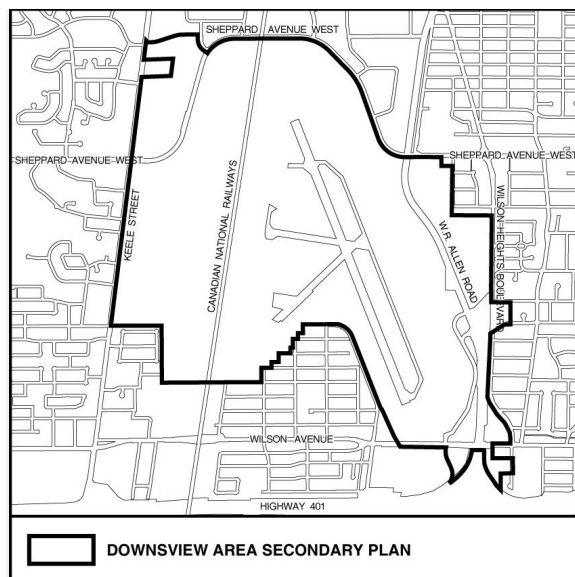 SHEPPARD AVENUE WEST
SHEPPARD AVENUE WEST
SHEPPARD AVENUE WEST
KEELE STREET
CANADIAN NATIONAL RAILWAYS
W.R. ALLEN ROAD
WILSON HEIGHTS BOULEVARD
WILSON AVENUE
HIGHWAY 401
DOWNSVIEW AREA SECONDARY PLAN